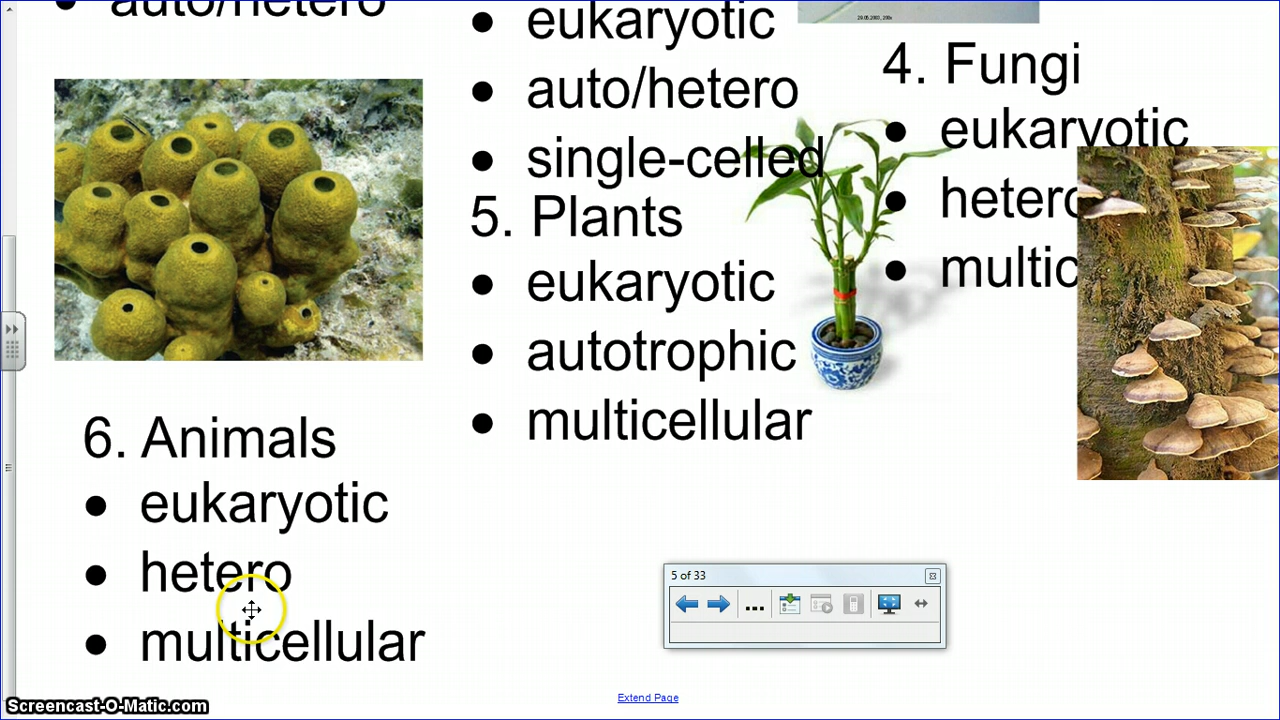 • auto/hetero
• eukaryotic
• auto/hetero
• single-celled
4. Fungi
• eukaryotic
• hetero
5. Plants
• eukaryotic
• autotrophic
• multicellular
6. Animals
• eukaryotic
• hetero
• multicellular
5 of 33
...
Extend Page
Screencast-O-Matic.com